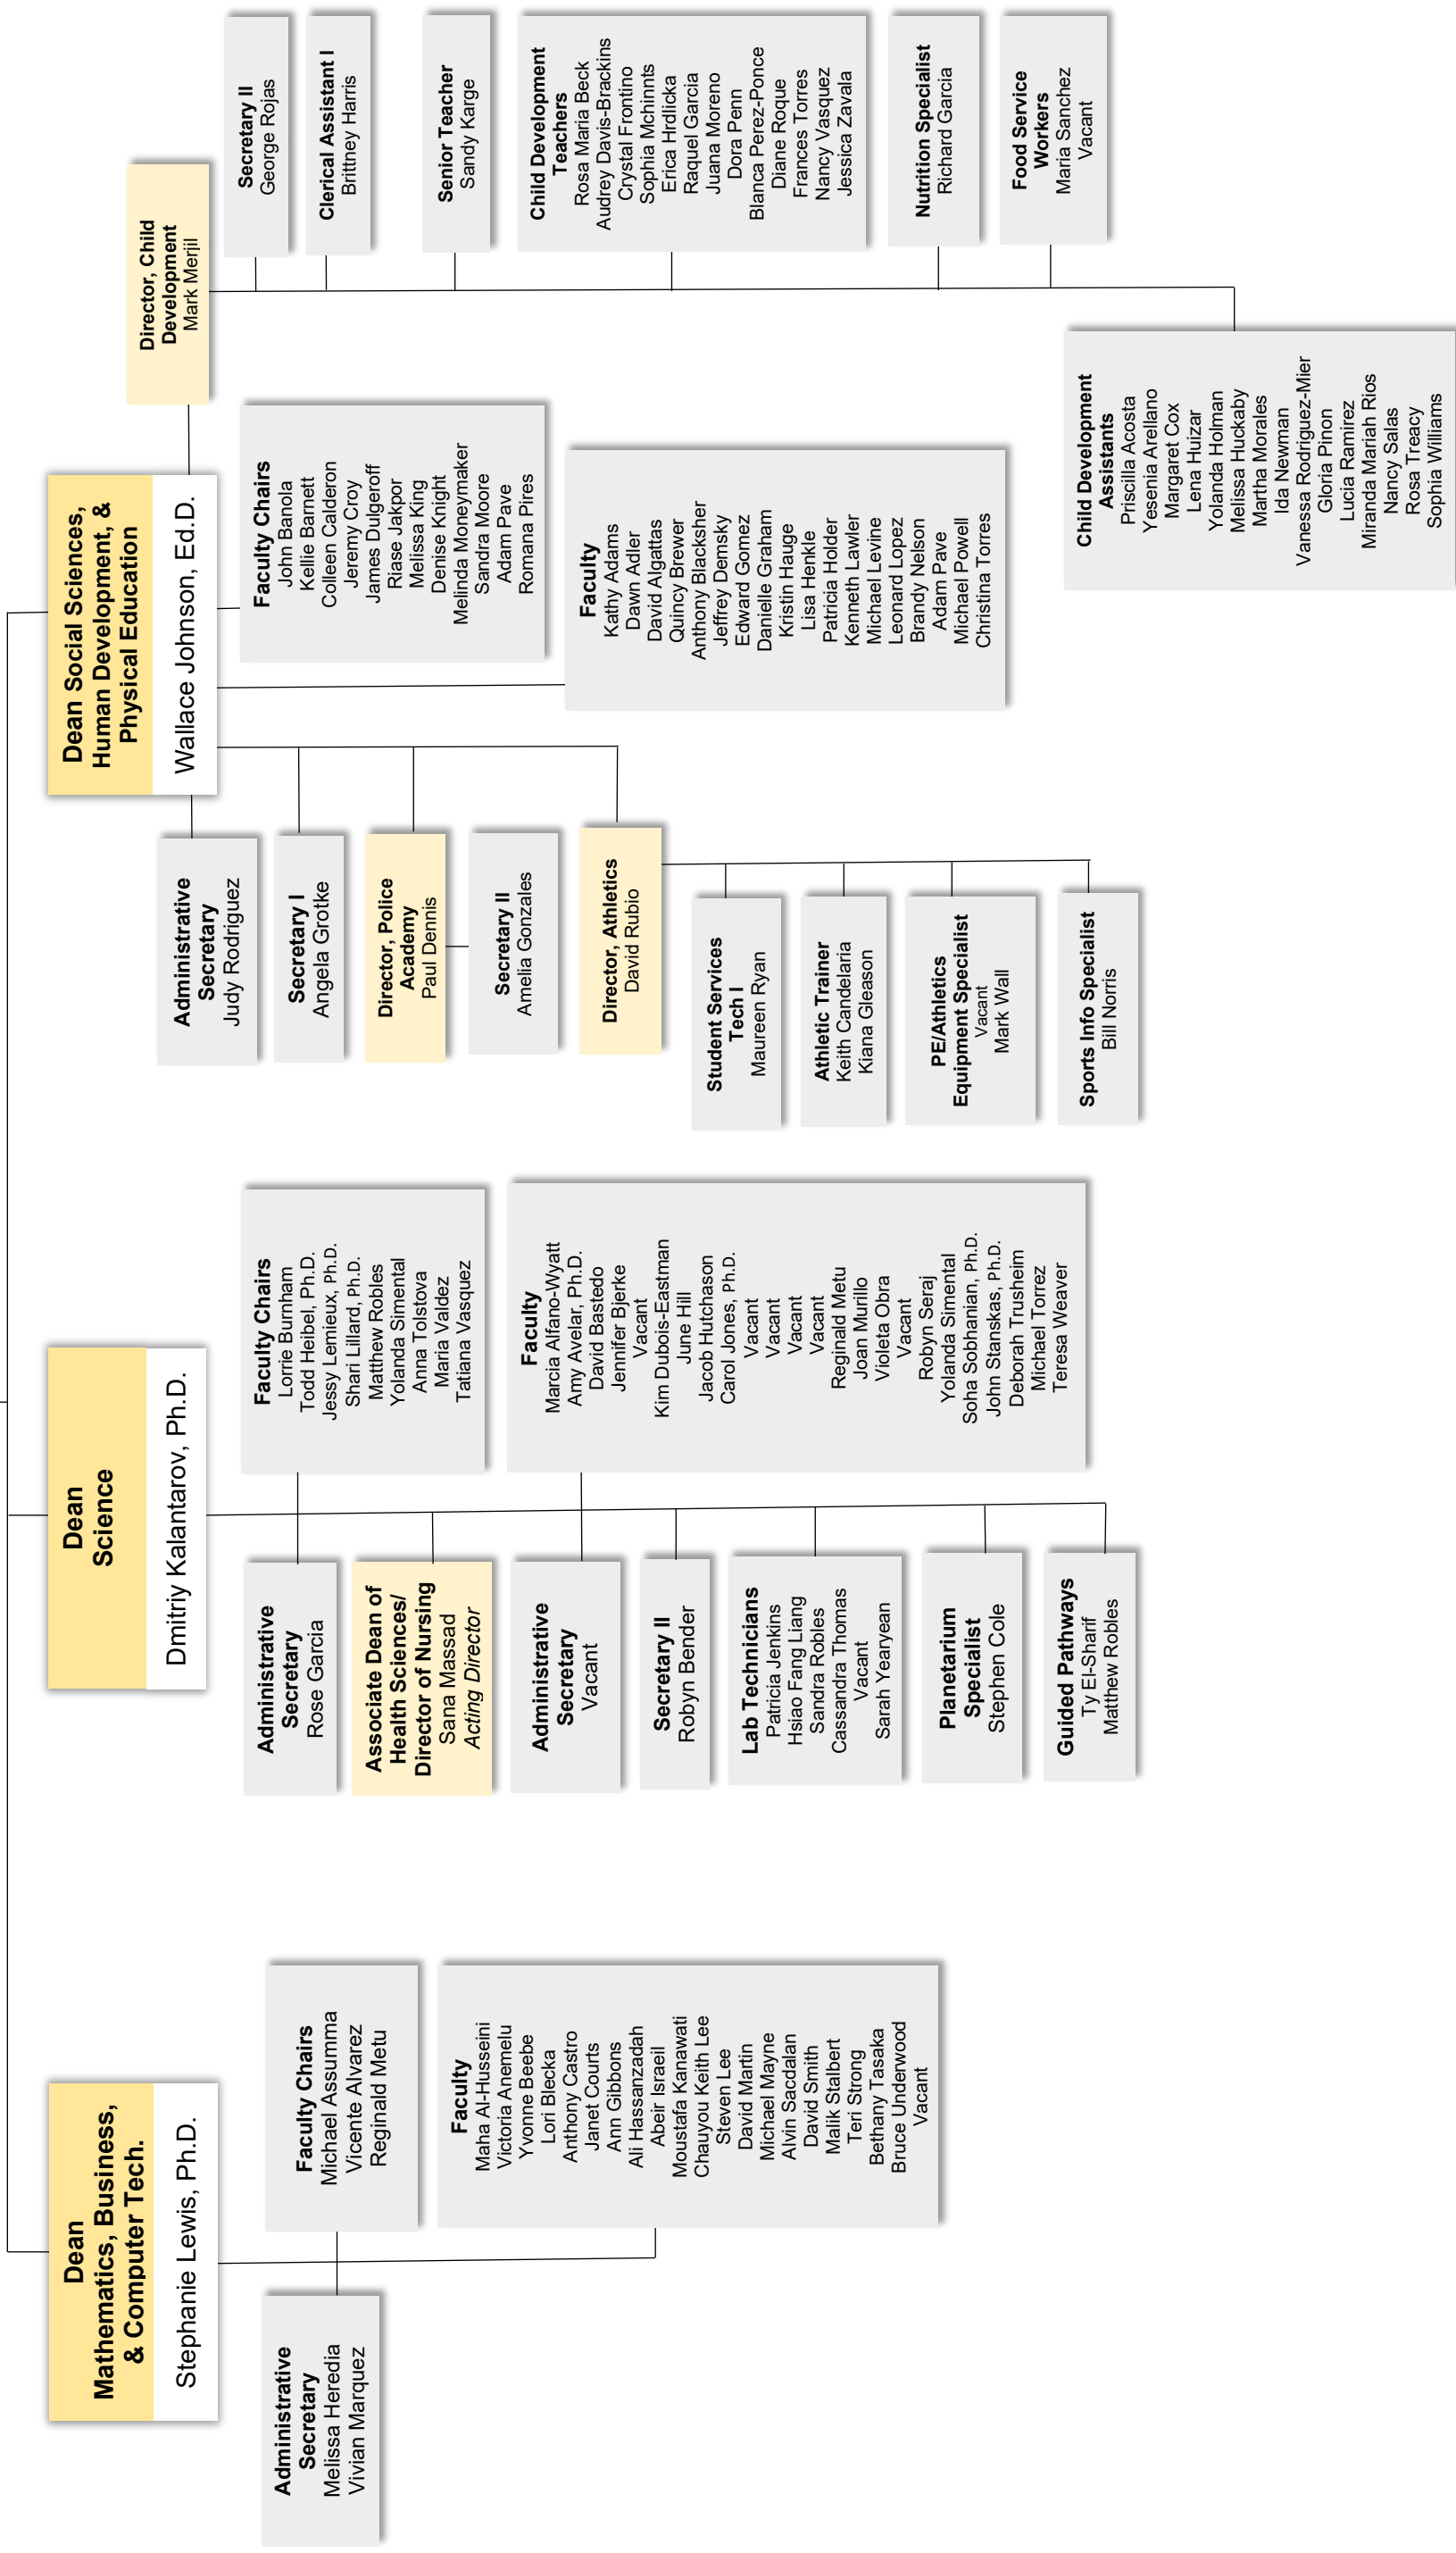 Dean
Mathematics, Business,
& Computer Tech.
Stephanie Lewis, Ph.D.
Administrative
Secretary
Melissa Heredia
Vivian Marquez
Faculty Chairs
Michael Assumma
Vicente Alvarez
Reginald Metu
Faculty
Maha Al-Husseini
Victoria Anemelu
Yvonne Beebe
Lori Blecka
Anthony Castro
Janet Courts
Ann Gibbons
Ali Hassanzadah
Abeir Israeil
Moustafa Kanawati
Chauyou Keith Lee
Steven Lee
David Martin
Michael Mayne
Alvin Sacdalan
David Smith
Malik Stalbert
Teri Strong
Bethany Tasaka
Bruce Underwood
Vacant
Dean
Science
Dmitriy Kalantarov, Ph.D.
Administrative
Secretary
Rose Garcia
Associate Dean of
Health Sciences/
Director of Nursing
Sana Massad
Acting Director
Administrative
Secretary
Vacant
Secretary II
Robyn Bender
Lab Technicians
Patricia Jenkins
Hsiao Fang Liang
Sandra Robles
Cassandra Thomas
Vacant
Sarah Yearyean
Planetarium
Specialist
Stephen Cole
Guided Pathways
Ty El-Sharif
Matthew Robles
Faculty Chairs
Lorrie Burnham
Todd Heibel, Ph.D.
Jessy Lemieux, Ph.D.
Shari Lillard, Ph.D.
Matthew Robles
Yolanda Simental
Anna Tolstova
Maria Valdez
Tatiana Vasquez
Faculty
Marcia Alfano-Wyatt
Amy Avelar, Ph.D.
David Bastedo
Jennifer Bjerke
Vacant
Kim Dubois-Eastman
June Hill
Jacob Hutchason
Carol Jones, Ph.D.
Vacant
Vacant
Vacant
Vacant
Reginald Metu
Joan Murillo
Violeta Obra
Vacant
Robyn Seraj
Yolanda Simental
Soha Sobhanian, Ph.D.
John Stanskas, Ph.D.
Deborah Trusheim
Michael Torrez
Teresa Weaver
Dean Social Sciences,
Human Development, &
Physical Education
Wallace Johnson, Ed.D.
Administrative
Secretary
Judy Rodriguez
Secretary I
Angela Grotke
Director, Police
Academy
Paul Dennis
Secretary II
Amelia Gonzales
Director, Athletics
David Rubio
Student Services
Tech I
Maureen Ryan
Athletic Trainer
Keith Candelaria
Kiana Gleason
PE/Athletics
Equipment Specialist
Vacant
Mark Wall
Sports Info Specialist
Bill Norris
Faculty Chairs
John Banola
Kellie Barnett
Colleen Calderon
Jeremy Croy
James Dulgeroff
Riase Jakpor
Melissa King
Denise Knight
Melinda Moneymaker
Sandra Moore
Adam Pave
Romana Pires
Faculty
Kathy Adams
Dawn Adler
David Algattas
Quincy Brewer
Anthony Blacksher
Jeffrey Demsky
Edward Gomez
Danielle Graham
Kristin Hauge
Lisa Henkle
Patricia Holder
Kenneth Lawler
Michael Levine
Leonard Lopez
Brandy Nelson
Adam Pave
Michael Powell
Christina Torres
Director, Child
Development
Mark Merjil
Secretary II
George Rojas
Clerical Assistant I
Brittney Harris
Senior Teacher
Sandy Karge
Child Development
Teachers
Rosa Maria Beck
Audrey Davis-Brackins
Crystal Frontino
Sophia Mchinnts
Erica Hrdlicka
Raquel Garcia
Juana Moreno
Dora Penn
Blanca Perez-Ponce
Diane Roque
Frances Torres
Nancy Vasquez
Jessica Zavala
Nutrition Specialist
Richard Garcia
Food Service
Workers
Maria Sanchez
Vacant
Child Development
Assistants
Priscilla Acosta
Yesenia Arellano
Margaret Cox
Lena Huizar
Yolanda Holman
Melissa Huckaby
Martha Morales
Ida Newman
Vanessa Rodriguez-Mier
Gloria Pinon
Lucia Ramirez
Miranda Mariah Rios
Nancy Salas
Rosa Treacy
Sophia Williams